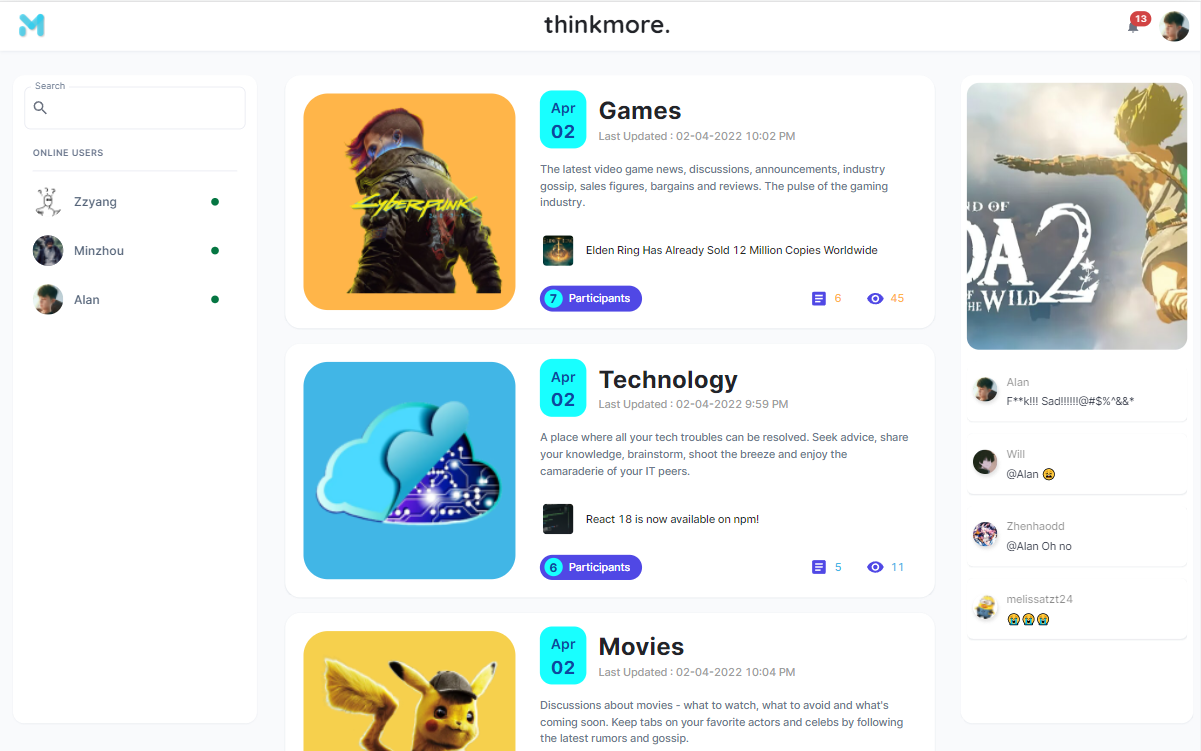 thinkmore.
13
Search
ONLINE USERS
Zzyang
Minzhou
Alan
CYBERPUNK
Apr
02
Games
Last Updated : 02-04-2022 10:02 PM
The latest video game news, discussions, announcements, industry
gossip, sales figures, bargains and reviews. The pulse of the gaming
industry.
Elden Ring Has Already Sold 12 Million Copies Worldwide
7 Participants
6
45
Apr
02
Technology
Last Updated : 02-04-2022 9:59 PM
A place where all your tech troubles can be resolved. Seek advice, share
your knowledge, brainstorm, shoot the breeze and enjoy the
camaraderie of your IT peers.
React 18 is now available on npm!
6 Participants
5
11
Apr
02
Movies
Last Updated : 02-04-2022 10:04 PM
Discussions about movies - what to watch, what to avoid and what's
coming soon. Keep tabs on your favorite actors and celebs by following
the latest rumors and gossip.
ND OF
DA 2
OF THE WILD
Alan
F**k!!! Sad!!!!!!@#$%^&&*
Will
@Alan 😩
Zhenhaodd
@Alan Oh no
melissatzt24
😭😭😭